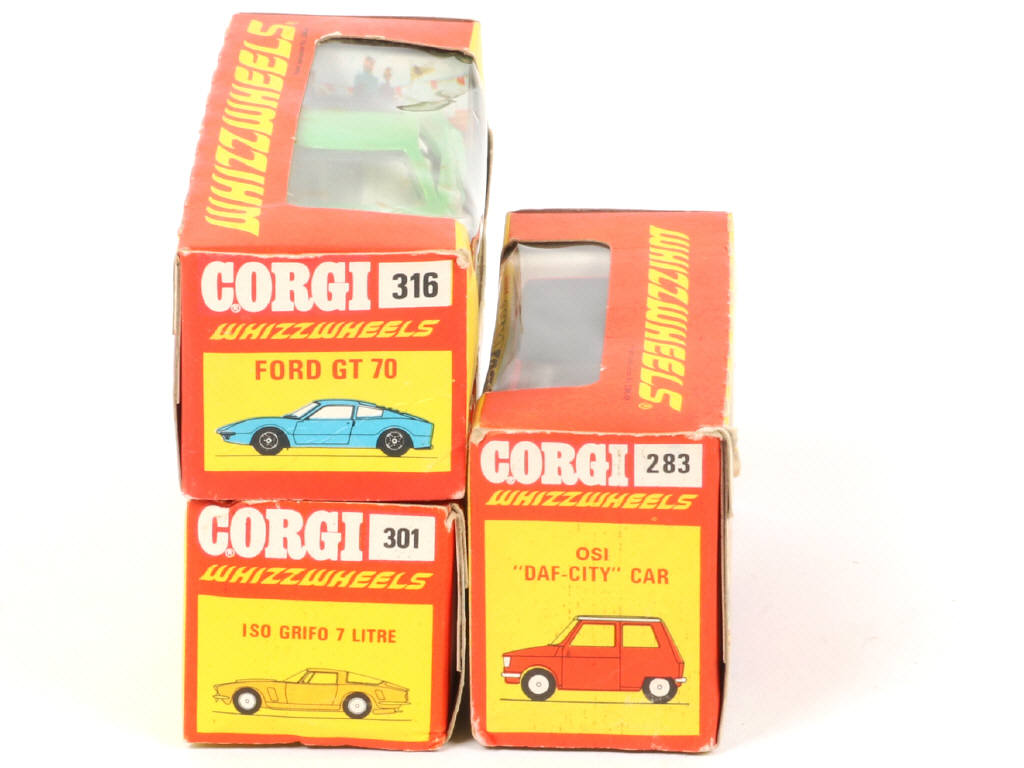 WHIZZWHEELS
CORGI 316
WHIZZWHEELS
FORD GT 70
CORGI 301
WHIZZWHEELS
ISO GRIFO 7 LITRE
WHIZZWHEELS
CORGI 283
WHIZZWHEELS
OSI
"DAF-CITY" CAR